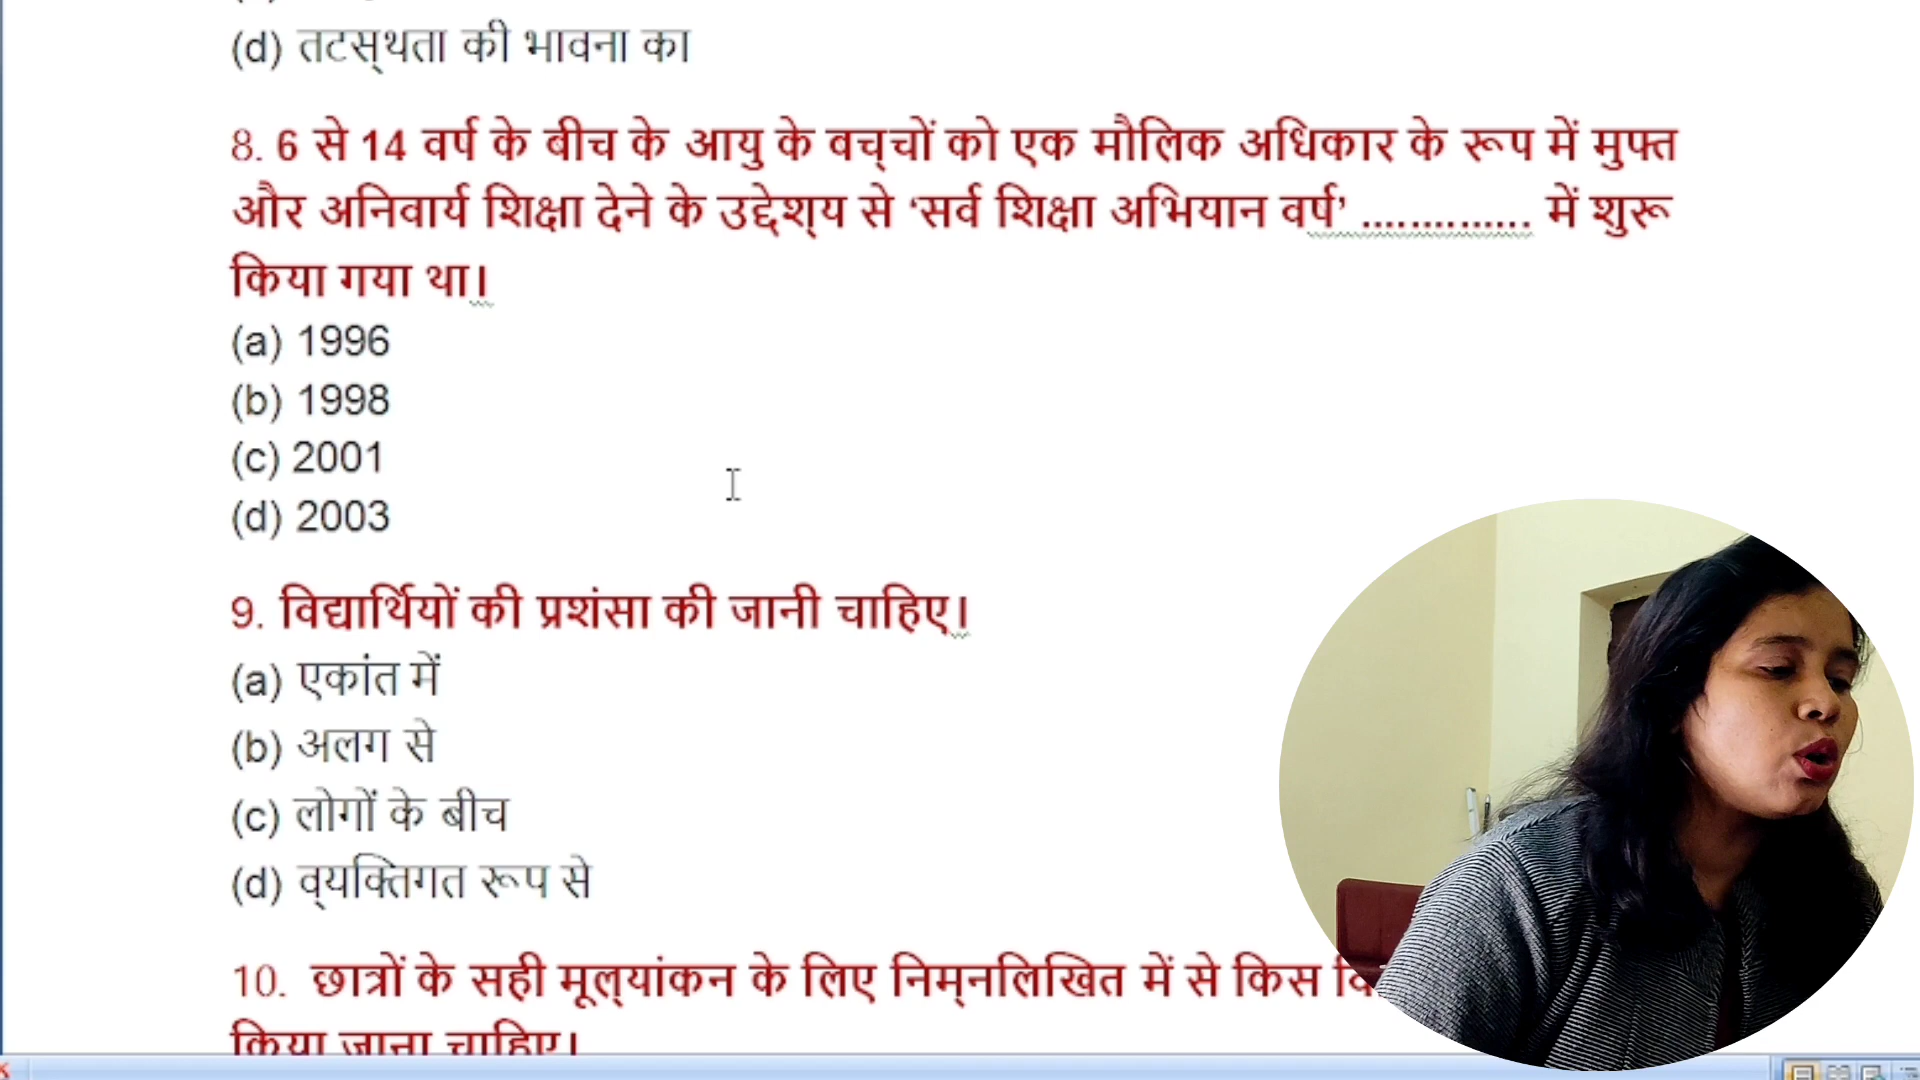 (d) तटस्थता की भावना का
8. 6 से 14 वर्ष के बीच के आयु के बच्चों को एक मौलिक अधिकार के रूप में मुफ्त
और अनिवार्य शिक्षा देने के उद्देश्य से ‘सर्व शिक्षा अभियान वर्ष’ .............. में शुरू
किया गया था।
(a) 1996
(b) 1998
(c) 2001
(d) 2003
9. विद्यार्थियों की प्रशंसा की जानी चाहिए।
(a) एकांत में
(b) अलग से
(c) लोगों के बीच
(d) व्यक्तिगत रूप से
10. छात्रों के सही मूल्यांकन के लिए निम्नलिखित में से किस
किया जाना चाहिए।